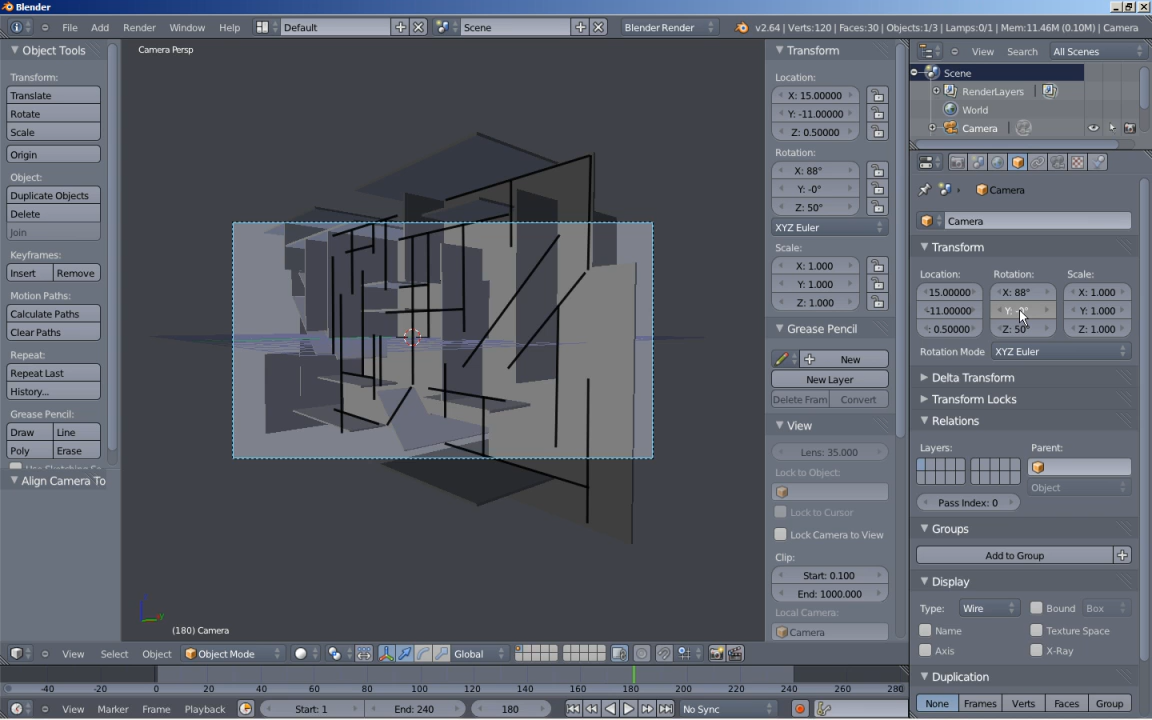 Blender
File Add Render Window Help Default Scene Blender Render v2.64 | Verts:120 | Faces:30 | Objects:1/3 | Lamps:0/1 | Mem:11.46M (0.10M) | Camera
Object Tools
Transform:
Translate
Rotate
Scale
Origin
Object:
Duplicate Objects
Delete
Join
Keyframes:
Insert Remove
Motion Paths:
Calculate Paths
Clear Paths
Repeat:
Repeat Last
History...
Grease Pencil:
Draw Line
Poly Erase
Align Camera To
Camera Persp
(180) Camera
Transform
Location:
X: 15.00000
Y: -11.00000
Z: 0.50000
Rotation:
X: 88°
Y: -0°
Z: 50°
XYZ Euler
Scale:
X: 1.000
Y: 1.000
Z: 1.000
Grease Pencil
New
New Layer
Delete Fram Convert
View
Lens: 35.000
Lock to Object:
Lock to Cursor
Lock Camera to View
Clip:
Start: 0.100
End: 1000.000
Local Camera:
Camera
View Search All Scenes
Scene
RenderLayers
World
Camera
Camera
Camera
Transform
Location: Rotation: Scale:
15.00000 X: 88° X: 1.000
-11.00000 Y: Y: 1.000
: 0.50000 Z: 50° Z: 1.000
Rotation Mode XYZ Euler
Delta Transform
Transform Locks
Relations
Layers: Parent:
Object
Pass Index: 0
Groups
Add to Group
Display
Type: Wire Bound Box
Name Texture Space
Axis X-Ray
Duplication
None Frames Verts Faces Group
View Select Object Object Mode Global
-40 -20 0 20 40 60 80 100 120 140 160 180 200 220 240 260 280
View Marker Frame Playback Start: 1 End: 240 180 No Sync